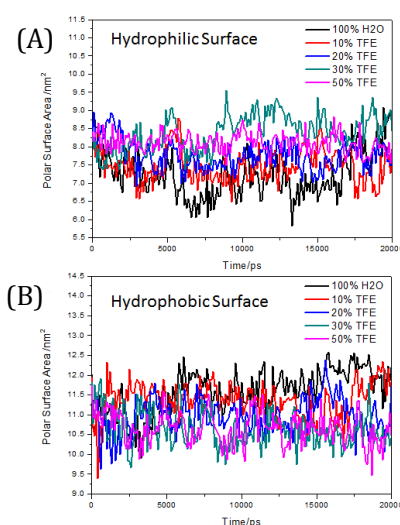 (A)
Hydrophilic Surface
100% H2O
10% TFE
20% TFE
30% TFE
50% TFE
Polar Surface Area /nm²
11.5
11.0
10.5
10.0
9.5
9.0
8.5
8.0
7.5
7.0
6.5
6.0
5.5
0
5000
10000
15000
20000
Time/ps
(B)
Hydrophobic Surface
100% H2O
10% TFE
20% TFE
30% TFE
50% TFE
Polar Surface Area /nm²
14.5
14.0
13.5
13.0
12.5
12.0
11.5
11.0
10.5
10.0
9.5
9.0
0
5000
10000
15000
20000
Time/ps